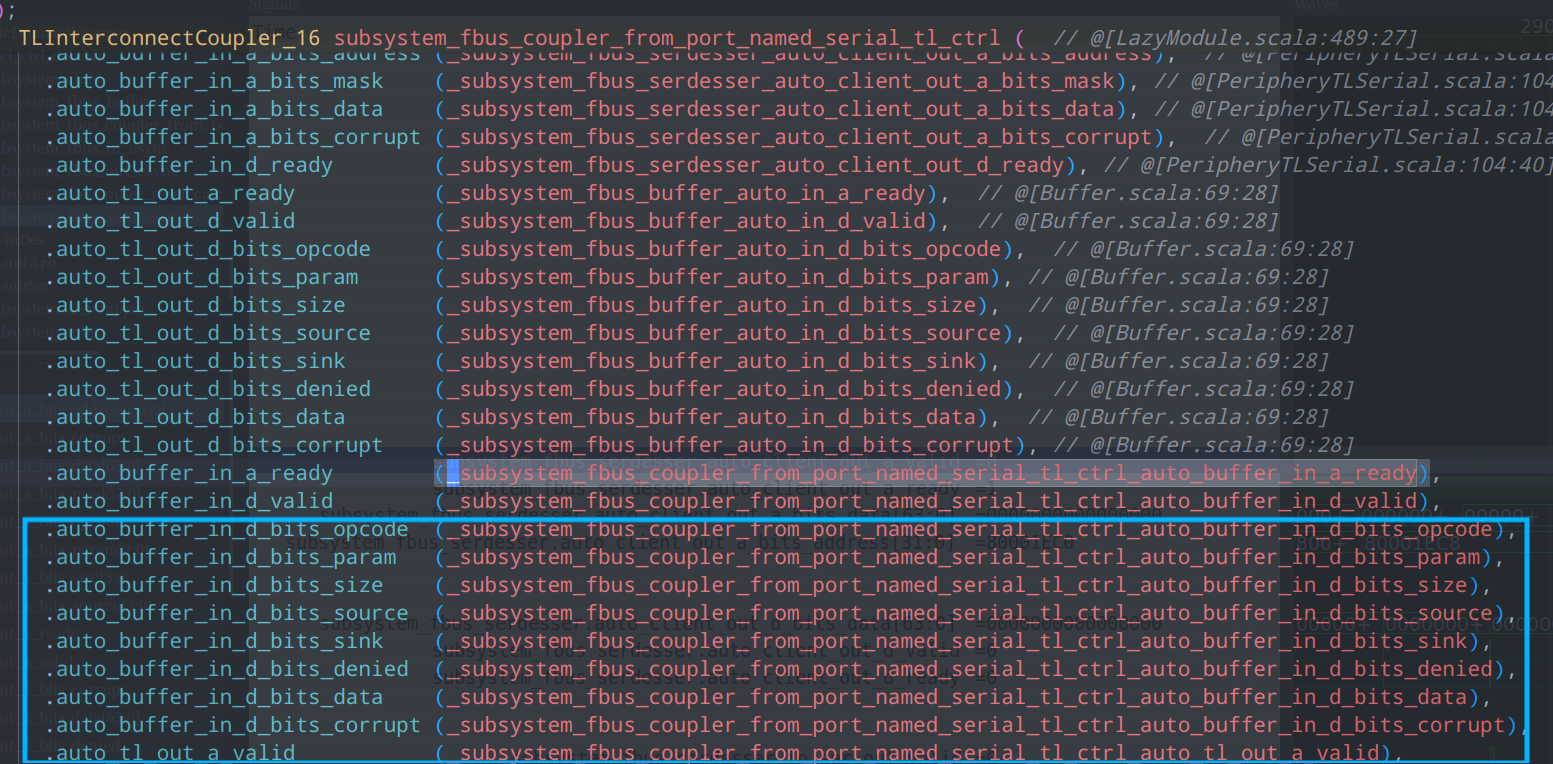 Signals
Waves
);
290
TLInterconnectCoupler_16 subsystem_fbus_coupler_from_port_named_serial_tl_ctrl ( // @[LazyModule.scala:489:27]
.auto_buffer_in_a_bits_address (_subsystem_fbus_serdesser_auto_client_out_a_bits_address), // @[PeripheryTLSerial.scala
.auto_buffer_in_a_bits_mask (_subsystem_fbus_serdesser_auto_client_out_a_bits_mask), // @[PeripheryTLSerial.scala:104
.auto_buffer_in_a_bits_data (_subsystem_fbus_serdesser_auto_client_out_a_bits_data), // @[PeripheryTLSerial.scala:104
.auto_buffer_in_a_bits_corrupt (_subsystem_fbus_serdesser_auto_client_out_a_bits_corrupt), // @[PeripheryTLSerial.scala
.auto_buffer_in_d_ready (_subsystem_fbus_serdesser_auto_client_out_d_ready), // @[PeripheryTLSerial.scala:104:40]
.auto_tl_out_a_ready (_subsystem_fbus_buffer_auto_in_a_ready), // @[Buffer.scala:69:28]
.auto_tl_out_d_valid (_subsystem_fbus_buffer_auto_in_d_valid), // @[Buffer.scala:69:28]
.auto_tl_out_d_bits_opcode (_subsystem_fbus_buffer_auto_in_d_bits_opcode), // @[Buffer.scala:69:28]
.auto_tl_out_d_bits_param (_subsystem_fbus_buffer_auto_in_d_bits_param), // @[Buffer.scala:69:28]
.auto_tl_out_d_bits_size (_subsystem_fbus_buffer_auto_in_d_bits_size), // @[Buffer.scala:69:28]
.auto_tl_out_d_bits_source (_subsystem_fbus_buffer_auto_in_d_bits_source), // @[Buffer.scala:69:28]
.auto_tl_out_d_bits_sink (_subsystem_fbus_buffer_auto_in_d_bits_sink), // @[Buffer.scala:69:28]
.auto_tl_out_d_bits_denied (_subsystem_fbus_buffer_auto_in_d_bits_denied), // @[Buffer.scala:69:28]
.auto_tl_out_d_bits_data (_subsystem_fbus_buffer_auto_in_d_bits_data), // @[Buffer.scala:69:28]
.auto_tl_out_d_bits_corrupt (_subsystem_fbus_buffer_auto_in_d_bits_corrupt), // @[Buffer.scala:69:28]
.auto_buffer_in_a_ready (_subsystem_fbus_coupler_from_port_named_serial_tl_ctrl_auto_buffer_in_a_ready),
.auto_buffer_in_d_valid (_subsystem_fbus_coupler_from_port_named_serial_tl_ctrl_auto_buffer_in_d_valid),
.auto_buffer_in_d_bits_opcode (_subsystem_fbus_coupler_from_port_named_serial_tl_ctrl_auto_buffer_in_d_bits_opcode),
.auto_buffer_in_d_bits_param (_subsystem_fbus_coupler_from_port_named_serial_tl_ctrl_auto_buffer_in_d_bits_param),
.auto_buffer_in_d_bits_size (_subsystem_fbus_coupler_from_port_named_serial_tl_ctrl_auto_buffer_in_d_bits_size),
.auto_buffer_in_d_bits_source (_subsystem_fbus_coupler_from_port_named_serial_tl_ctrl_auto_buffer_in_d_bits_source),
.auto_buffer_in_d_bits_sink (_subsystem_fbus_coupler_from_port_named_serial_tl_ctrl_auto_buffer_in_d_bits_sink),
.auto_buffer_in_d_bits_denied (_subsystem_fbus_coupler_from_port_named_serial_tl_ctrl_auto_buffer_in_d_bits_denied),
.auto_buffer_in_d_bits_data (_subsystem_fbus_coupler_from_port_named_serial_tl_ctrl_auto_buffer_in_d_bits_data),
.auto_buffer_in_d_bits_corrupt (_subsystem_fbus_coupler_from_port_named_serial_tl_ctrl_auto_buffer_in_d_bits_corrupt),
.auto_tl_out_a_valid (_subsystem_fbus_coupler_from_port_named_serial_tl_ctrl_auto_tl_out_a_valid),